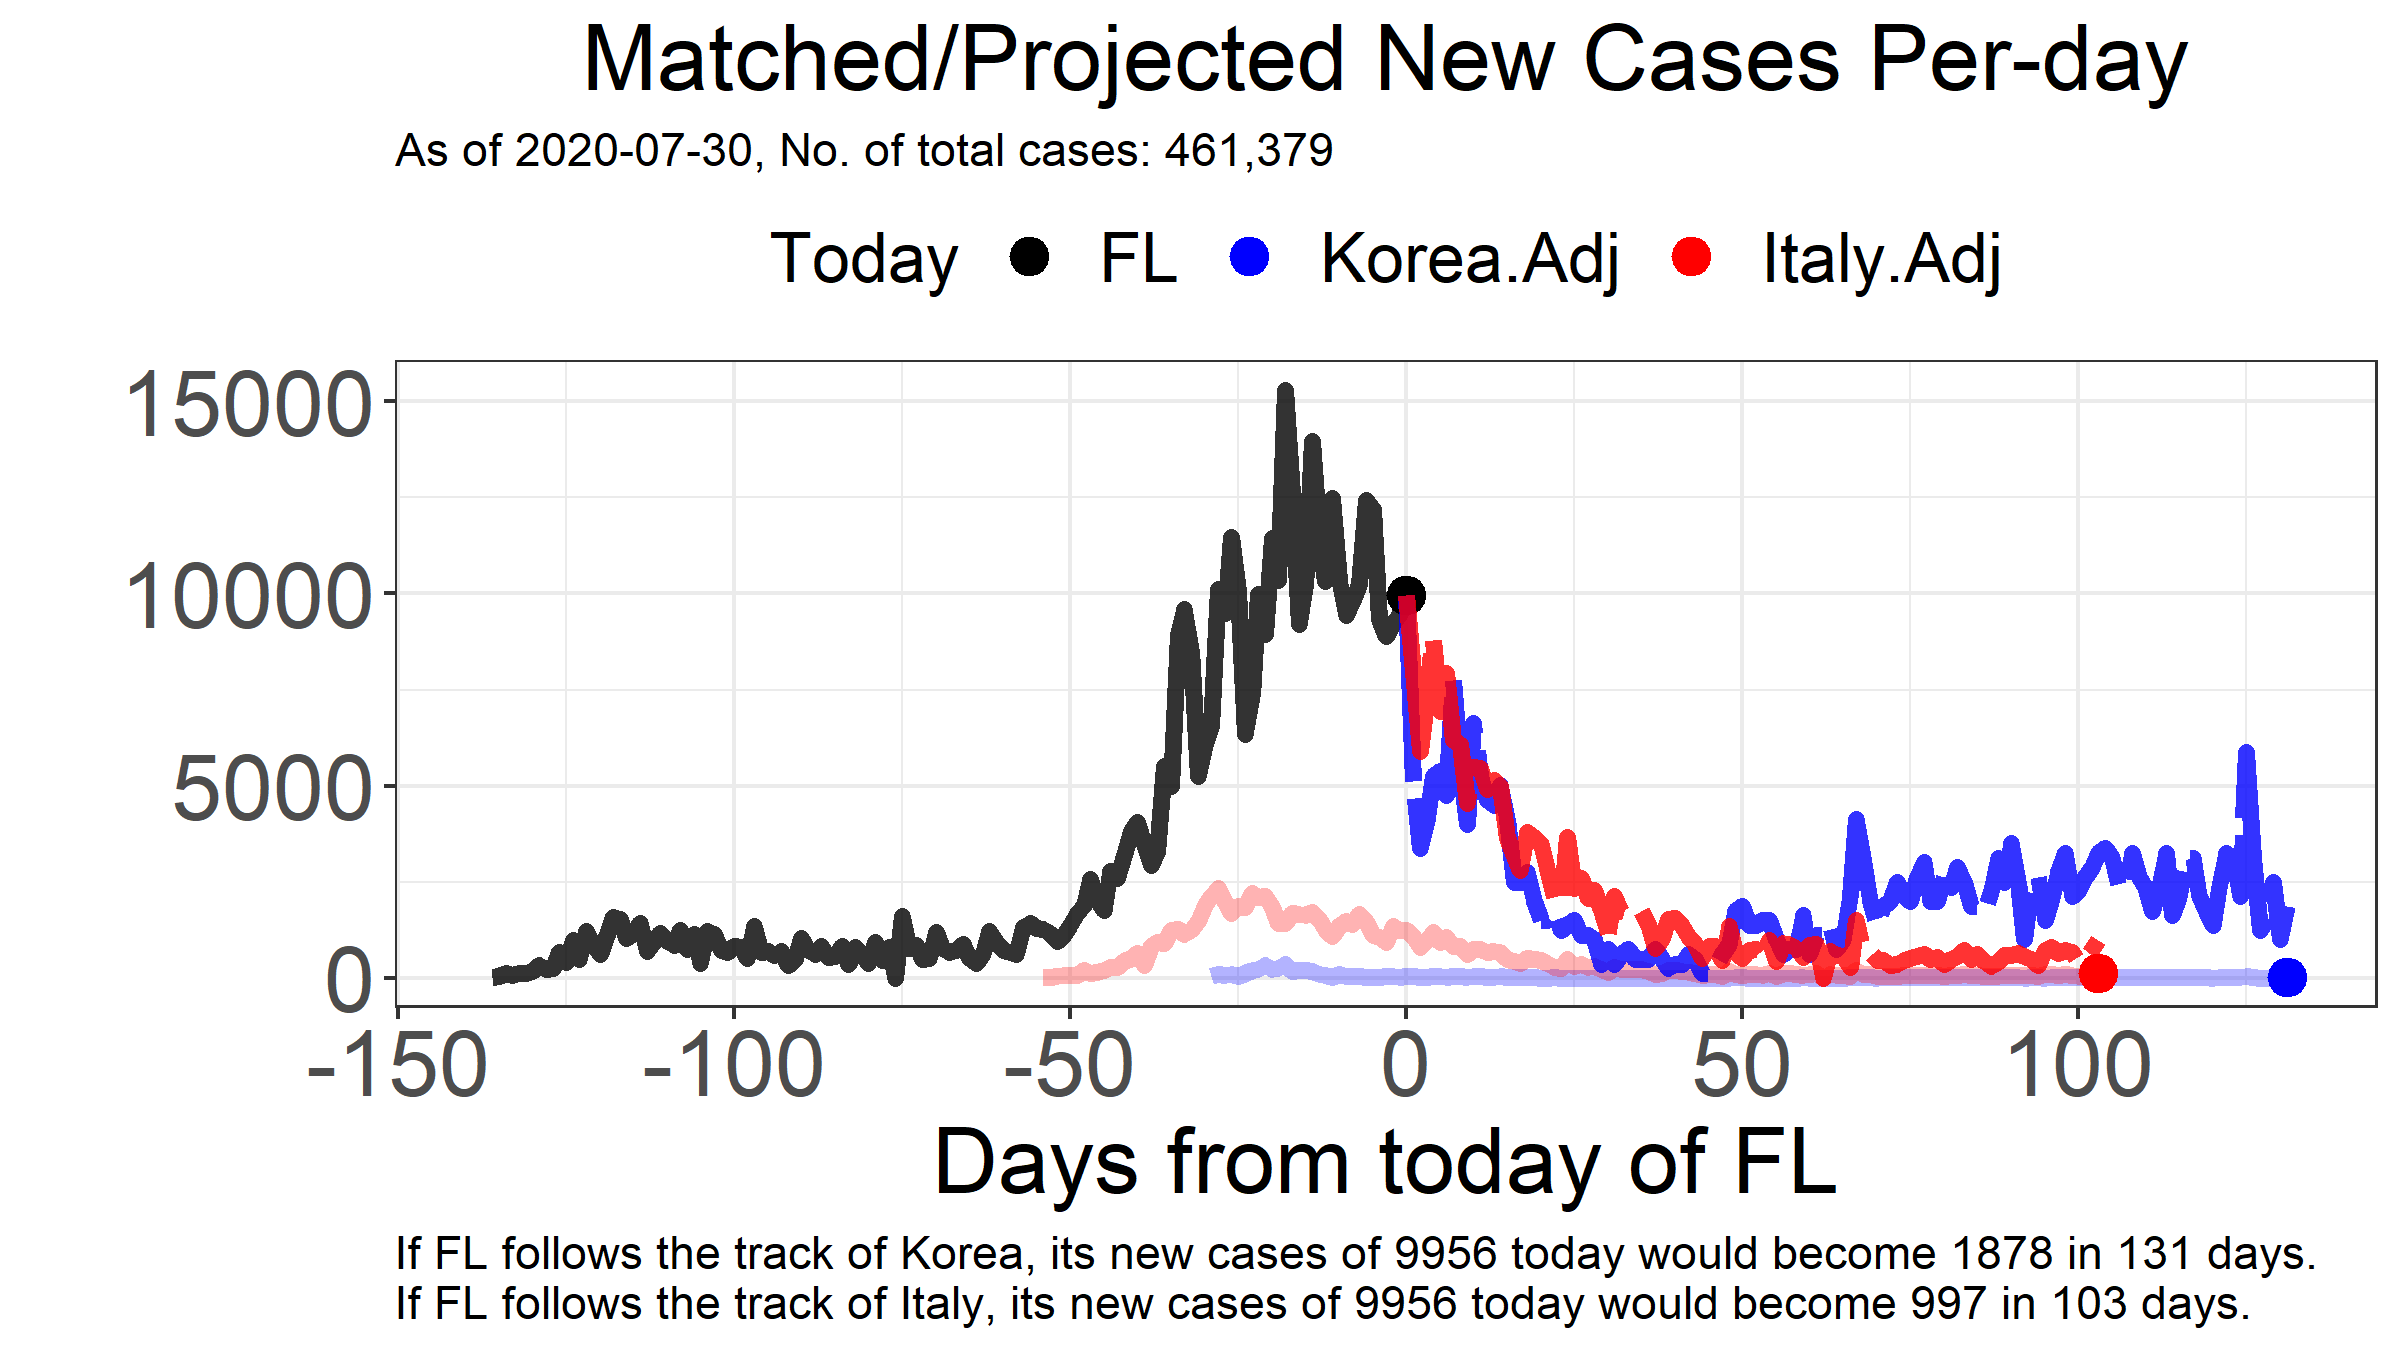 Matched/Projected New Cases Per-day
As of 2020-07-30, No. of total cases: 461,379
Today FL Korea.Adj Italy.Adj
15000
10000
5000
0
-150 -100 -50 0 50 100
Days from today of FL
If FL follows the track of Korea, its new cases of 9956 today would become 1878 in 131 days.
If FL follows the track of Italy, its new cases of 9956 today would become 997 in 103 days.